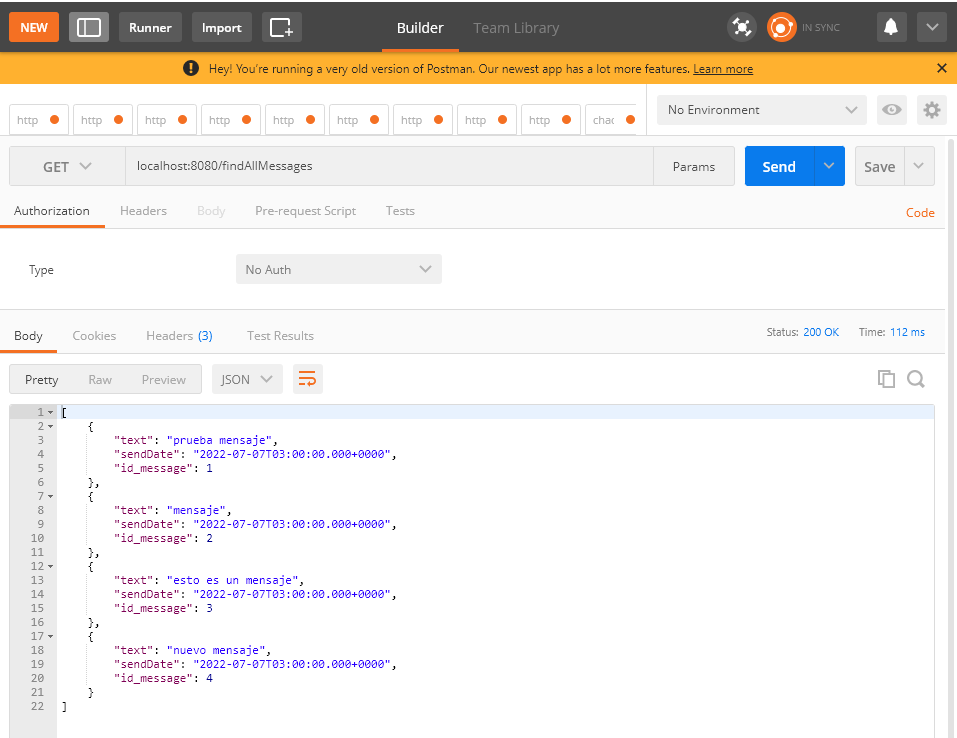 NEW Runner Import Builder Team Library IN SYNC
Hey! You're running a very old version of Postman. Our newest app has a lot more features. Learn more
http http http http http http http http http chac No Environment
GET localhost:8080/findAllMessages Params Send Save
Authorization Headers Body Pre-request Script Tests Code
Type No Auth
Body Cookies Headers (3) Test Results Status: 200 OK Time: 112 ms
Pretty Raw Preview JSON
1 [
2 {
3 "text": "prueba mensaje",
4 "sendDate": "2022-07-07T03:00:00.000+0000",
5 "id_message": 1
6 },
7 {
8 "text": "mensaje",
9 "sendDate": "2022-07-07T03:00:00.000+0000",
10 "id_message": 2
11 },
12 {
13 "text": "esto es un mensaje",
14 "sendDate": "2022-07-07T03:00:00.000+0000",
15 "id_message": 3
16 },
17 {
18 "text": "nuevo mensaje",
19 "sendDate": "2022-07-07T03:00:00.000+0000",
20 "id_message": 4
21 }
22 ]